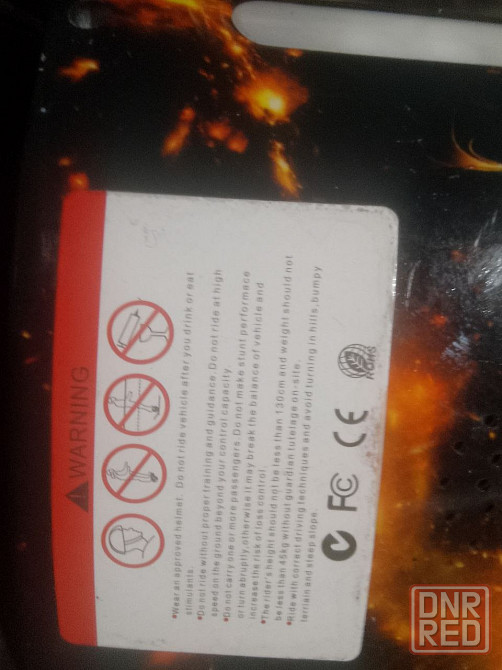 ⚠WARNING
•Wear an approved helmet. Do not ride vehicle after you drink or eat
stimulants.
•Do not ride without proper training and guidance. Do not ride at high
speed on the ground beyond your control capacity.
•Do not carry one or more passengers. Do not make stunt performace
or turn abruptly, otherwise it may break the balance of vehicle and
increase the risk of loss control.
•The rider's height should not be less than 130cm and weight should not
be less than 45kg without guardian tutelage on-site.
•Ride with correct driving techniques and avoid turning in hills, bumpy
terrian and steep slope.
FC CE
ROHS
DNR
RED